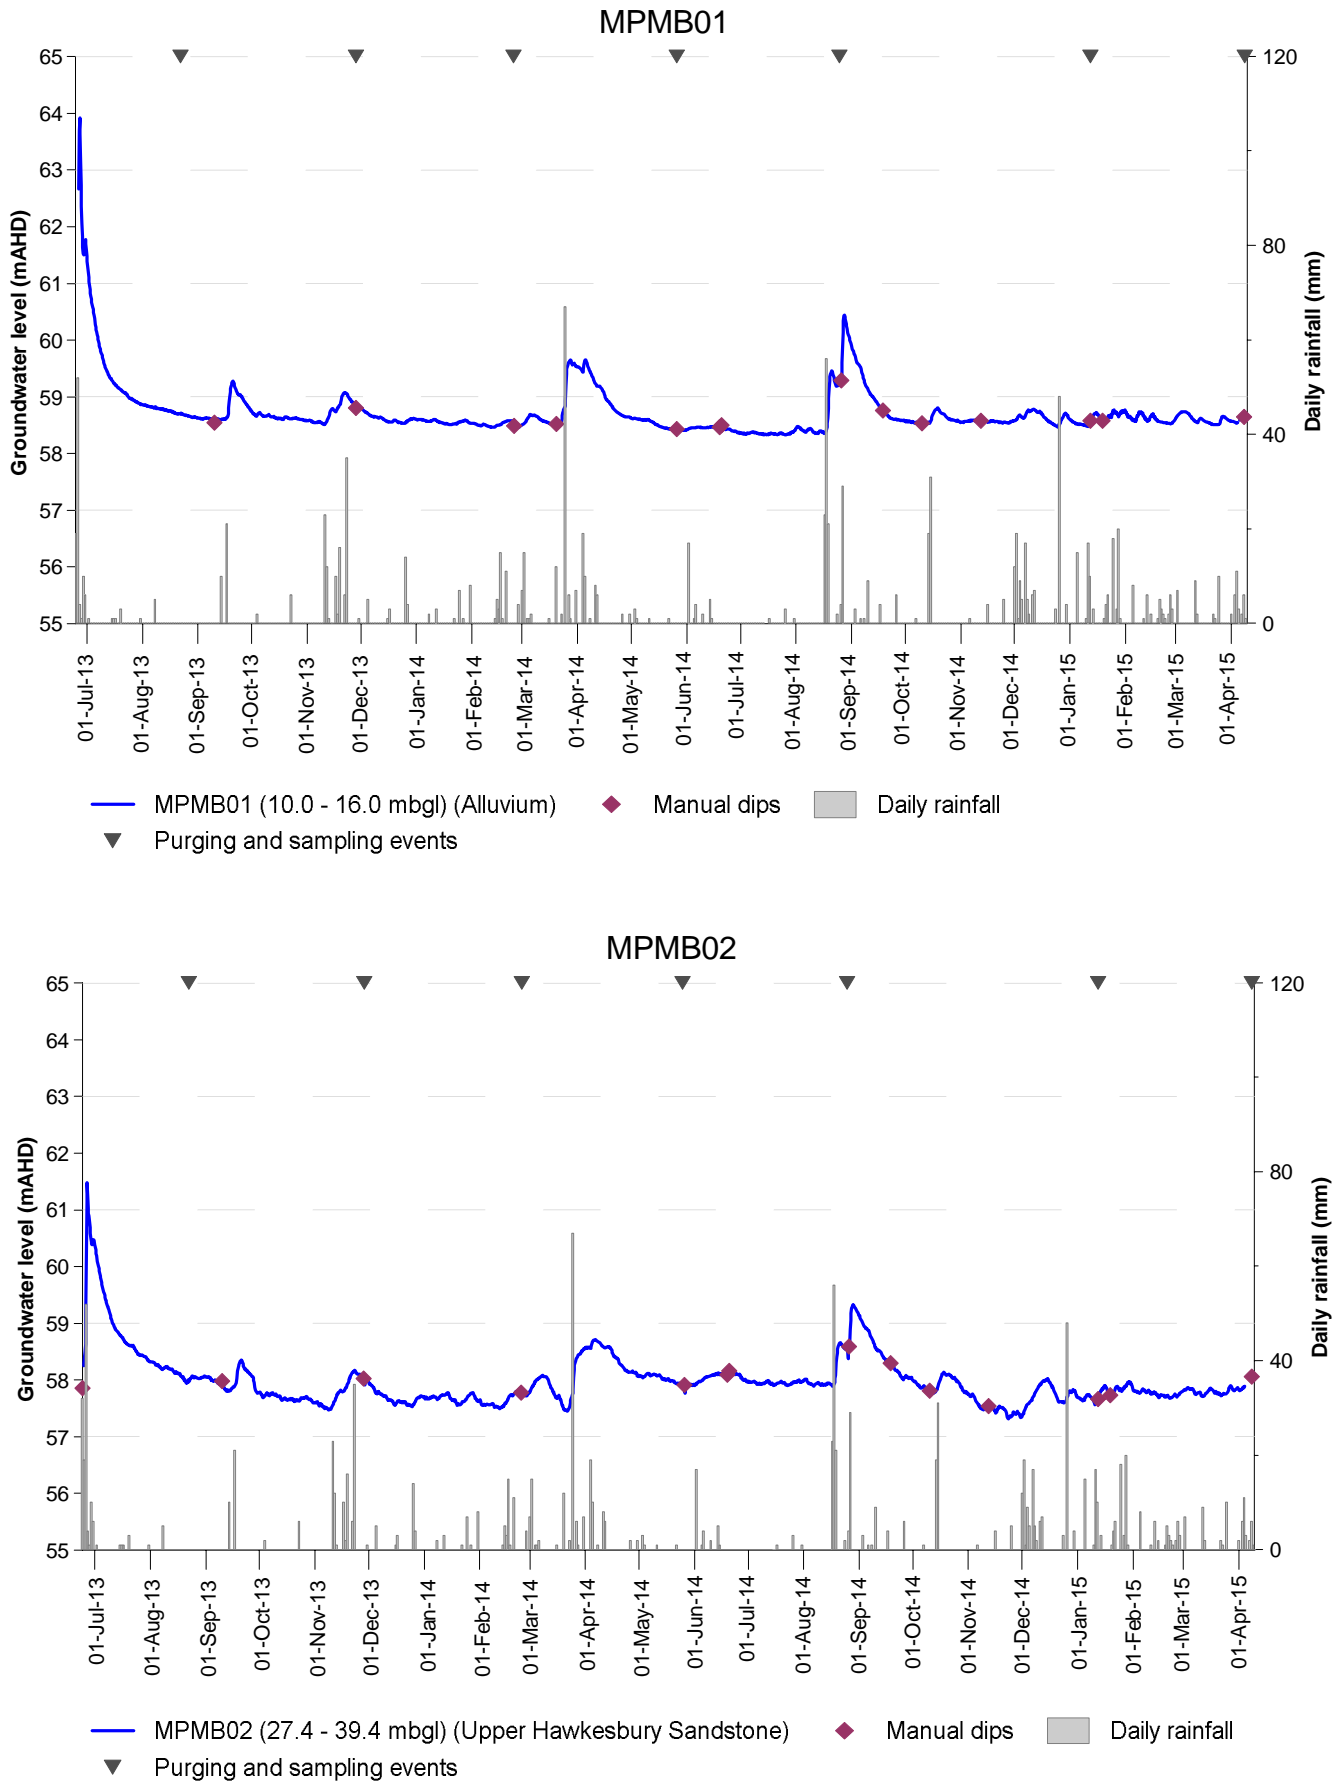 MPMB01
65
64
63
62
61
60
59
58
57
56
55
Groundwater level (mAHD)
120
80
40
0
Daily rainfall (mm)
01-Jul-13
01-Aug-13
01-Sep-13
01-Oct-13
01-Nov-13
01-Dec-13
01-Jan-14
01-Feb-14
01-Mar-14
01-Apr-14
01-May-14
01-Jun-14
01-Jul-14
01-Aug-14
01-Sep-14
01-Oct-14
01-Nov-14
01-Dec-14
01-Jan-15
01-Feb-15
01-Mar-15
01-Apr-15
MPMB01 (10.0 - 16.0 mbgl) (Alluvium) Manual dips Daily rainfall
Purging and sampling events
MPMB02
65
64
63
62
61
60
59
58
57
56
55
Groundwater level (mAHD)
120
80
40
0
Daily rainfall (mm)
01-Jul-13
01-Aug-13
01-Sep-13
01-Oct-13
01-Nov-13
01-Dec-13
01-Jan-14
01-Feb-14
01-Mar-14
01-Apr-14
01-May-14
01-Jun-14
01-Jul-14
01-Aug-14
01-Sep-14
01-Oct-14
01-Nov-14
01-Dec-14
01-Jan-15
01-Feb-15
01-Mar-15
01-Apr-15
MPMB02 (27.4 - 39.4 mbgl) (Upper Hawkesbury Sandstone) Manual dips Daily rainfall
Purging and sampling events